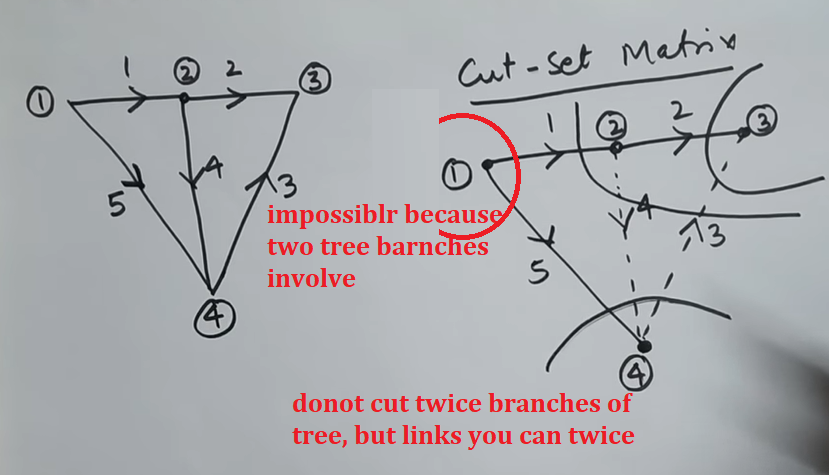 Cut-Set Matrix
1 ② 2 ③
①
5
4
3
④
1 ② 2 ③
①
4
3
5
④
impossiblr because
two tree barnches
involve
donot cut twice branches of
tree, but links you can twice